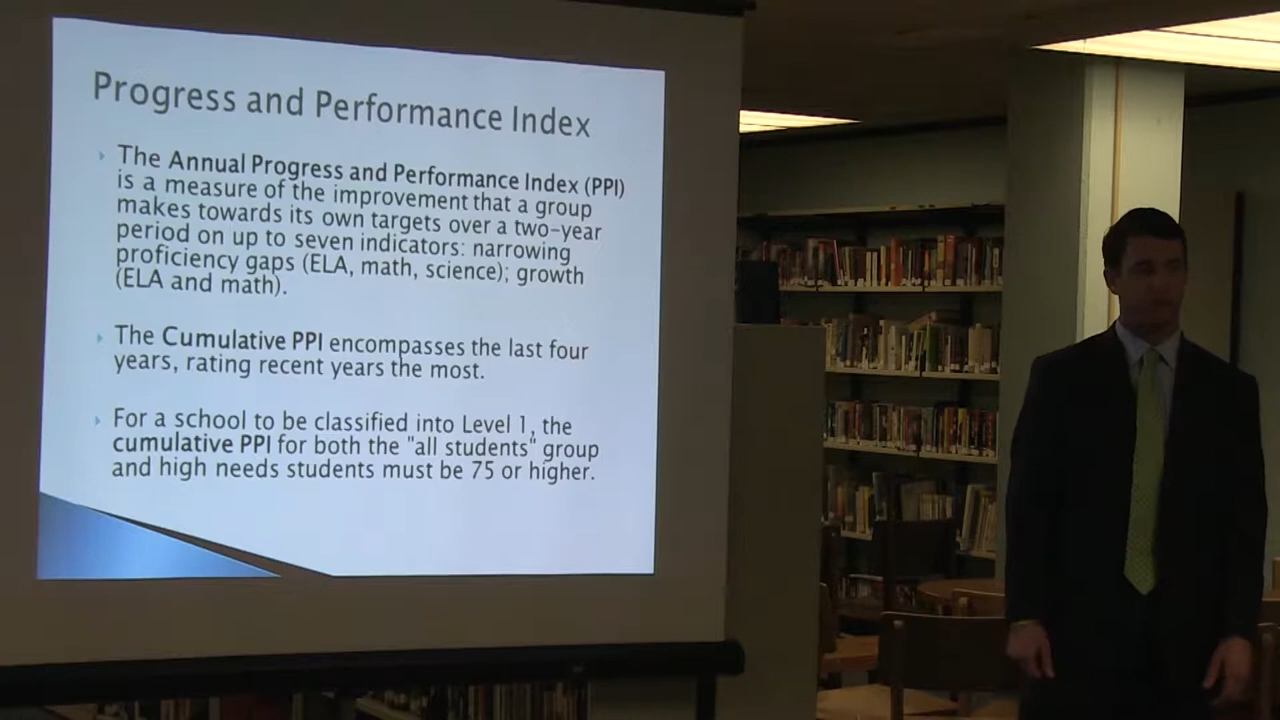 Progress and Performance Index
The Annual Progress and Performance Index (PPI)
is a measure of the improvement that a group
makes towards its own targets over a two-year
period on up to seven indicators: narrowing
proficiency gaps (ELA, math, science); growth
(ELA and math).
The Cumulative PPI encompasses the last four
years, rating recent years the most.
For a school to be classified into Level 1, the
cumulative PPI for both the "all students" group
and high needs students must be 75 or higher.